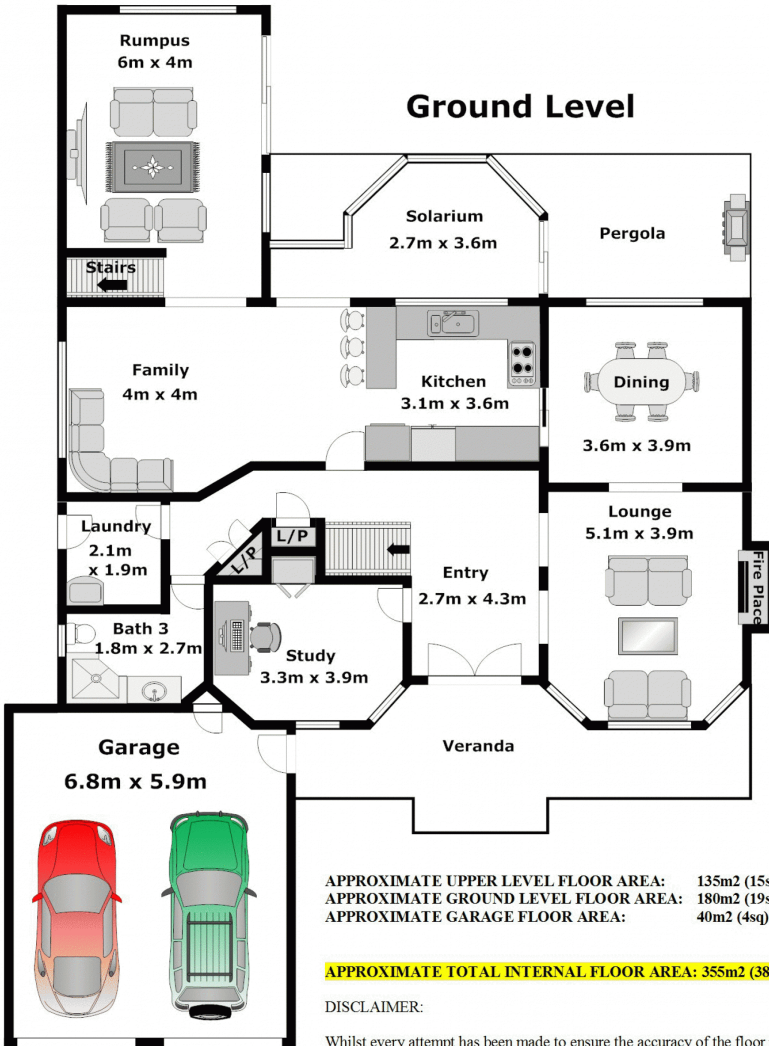 Rumpus
6m x 4m
Ground Level
Solarium
2.7m x 3.6m
Pergola
Stairs
Family
4m x 4m
Kitchen
3.1m x 3.6m
Dining
3.6m x 3.9m
Laundry
2.1m
x 1.9m
L/P
L/P
Entry
2.7m x 4.3m
Lounge
5.1m x 3.9m
Fire Place
Bath 3
1.8m x 2.7m
Study
3.3m x 3.9m
Garage
6.8m x 5.9m
Veranda
APPROXIMATE UPPER LEVEL FLOOR AREA: 135m2 (15s
APPROXIMATE GROUND LEVEL FLOOR AREA: 180m2 (19s
APPROXIMATE GARAGE FLOOR AREA: 40m2 (4sq)
APPROXIMATE TOTAL INTERNAL FLOOR AREA: 355m2 (38
DISCLAIMER:
Whilst every attempt has been made to ensure the accuracy of the floor